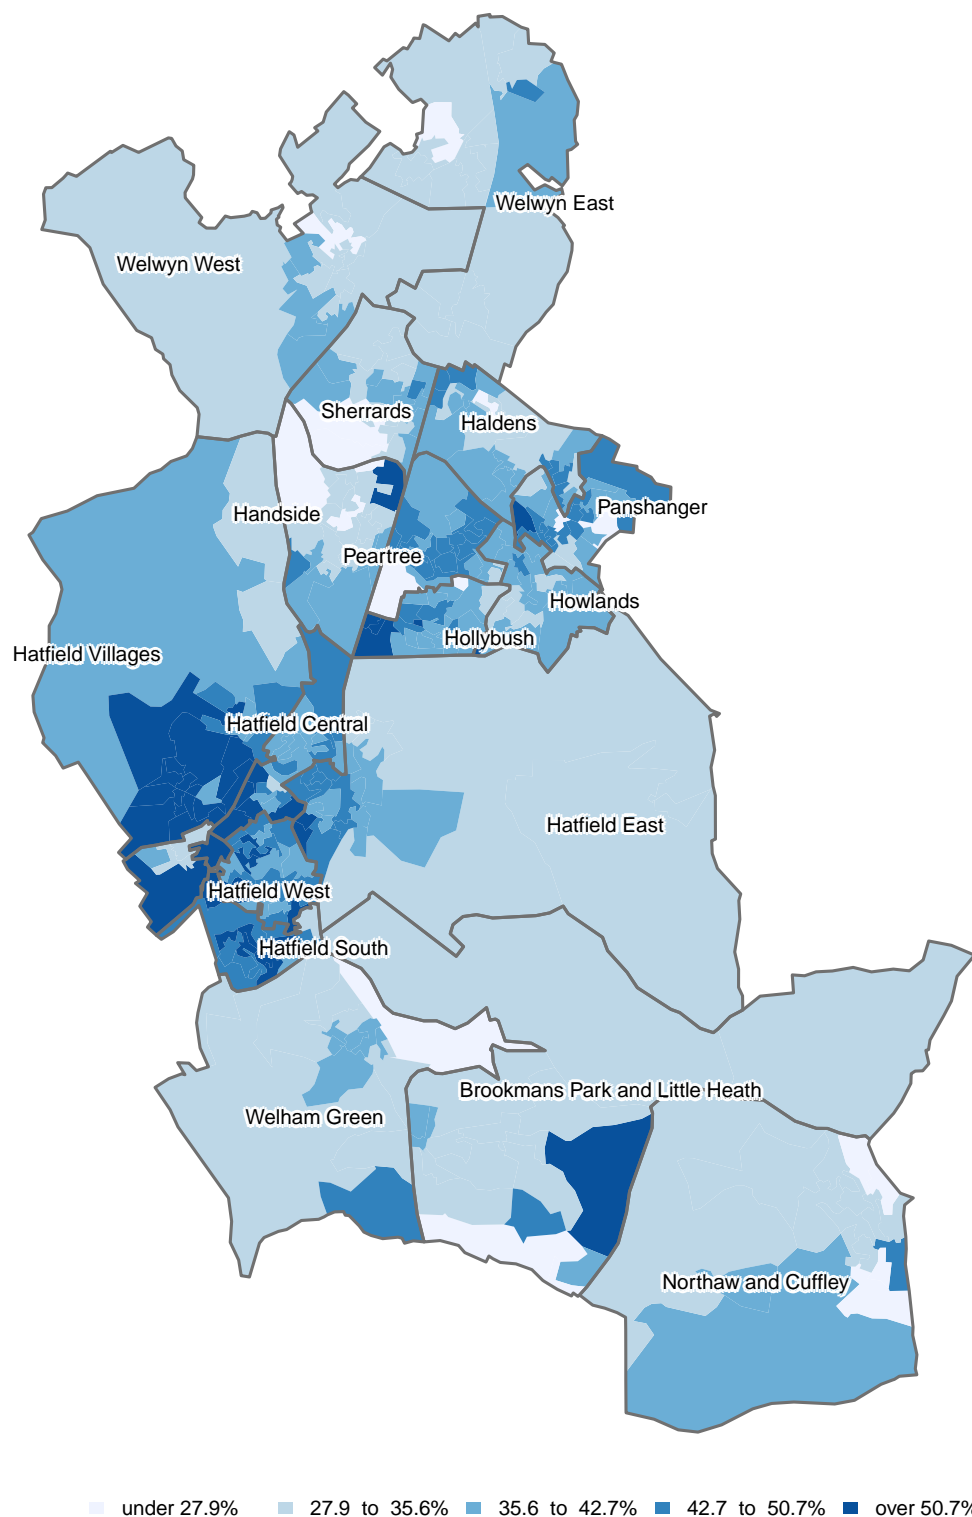 Welwyn East
Welwyn West
Sherrards
Haldens
Handside
Panshanger
Peartree
Howlands
Hollybush
Hatfield Villages
Hatfield Central
Hatfield East
Hatfield West
Hatfield South
Brookmans Park and Little Heath
Welham Green
Northaw and Cuffley
under 27.9% 27.9 to 35.6% 35.6 to 42.7% 42.7 to 50.7% over 50.7%